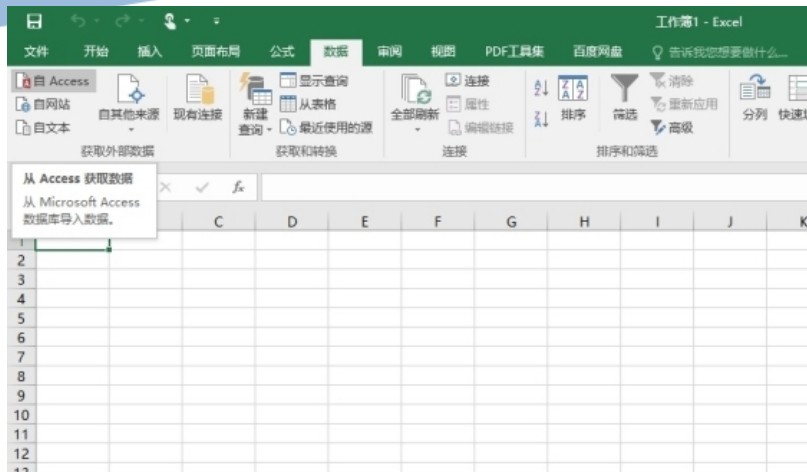 工作簿1 - Excel
文件 开始 插入 页面布局 公式 数据 审阅 视图 PDF工具集 百度网盘 告诉我您想要做什么...
自 Access
自网站
自文本
自其他来源
现有连接
获取外部数据
新建
查询
显示查询
从表格
最近使用的源
获取和转换
全部刷新
连接
属性
编辑链接
连接
排序
筛选
清除
重新应用
高级
排序和筛选
分列
快速
从 Access 获取数据
从 Microsoft Access
数据库导入数据。
fx
C D E F G H I J K
1
2
3
4
5
6
7
8
9
10
11
12
13